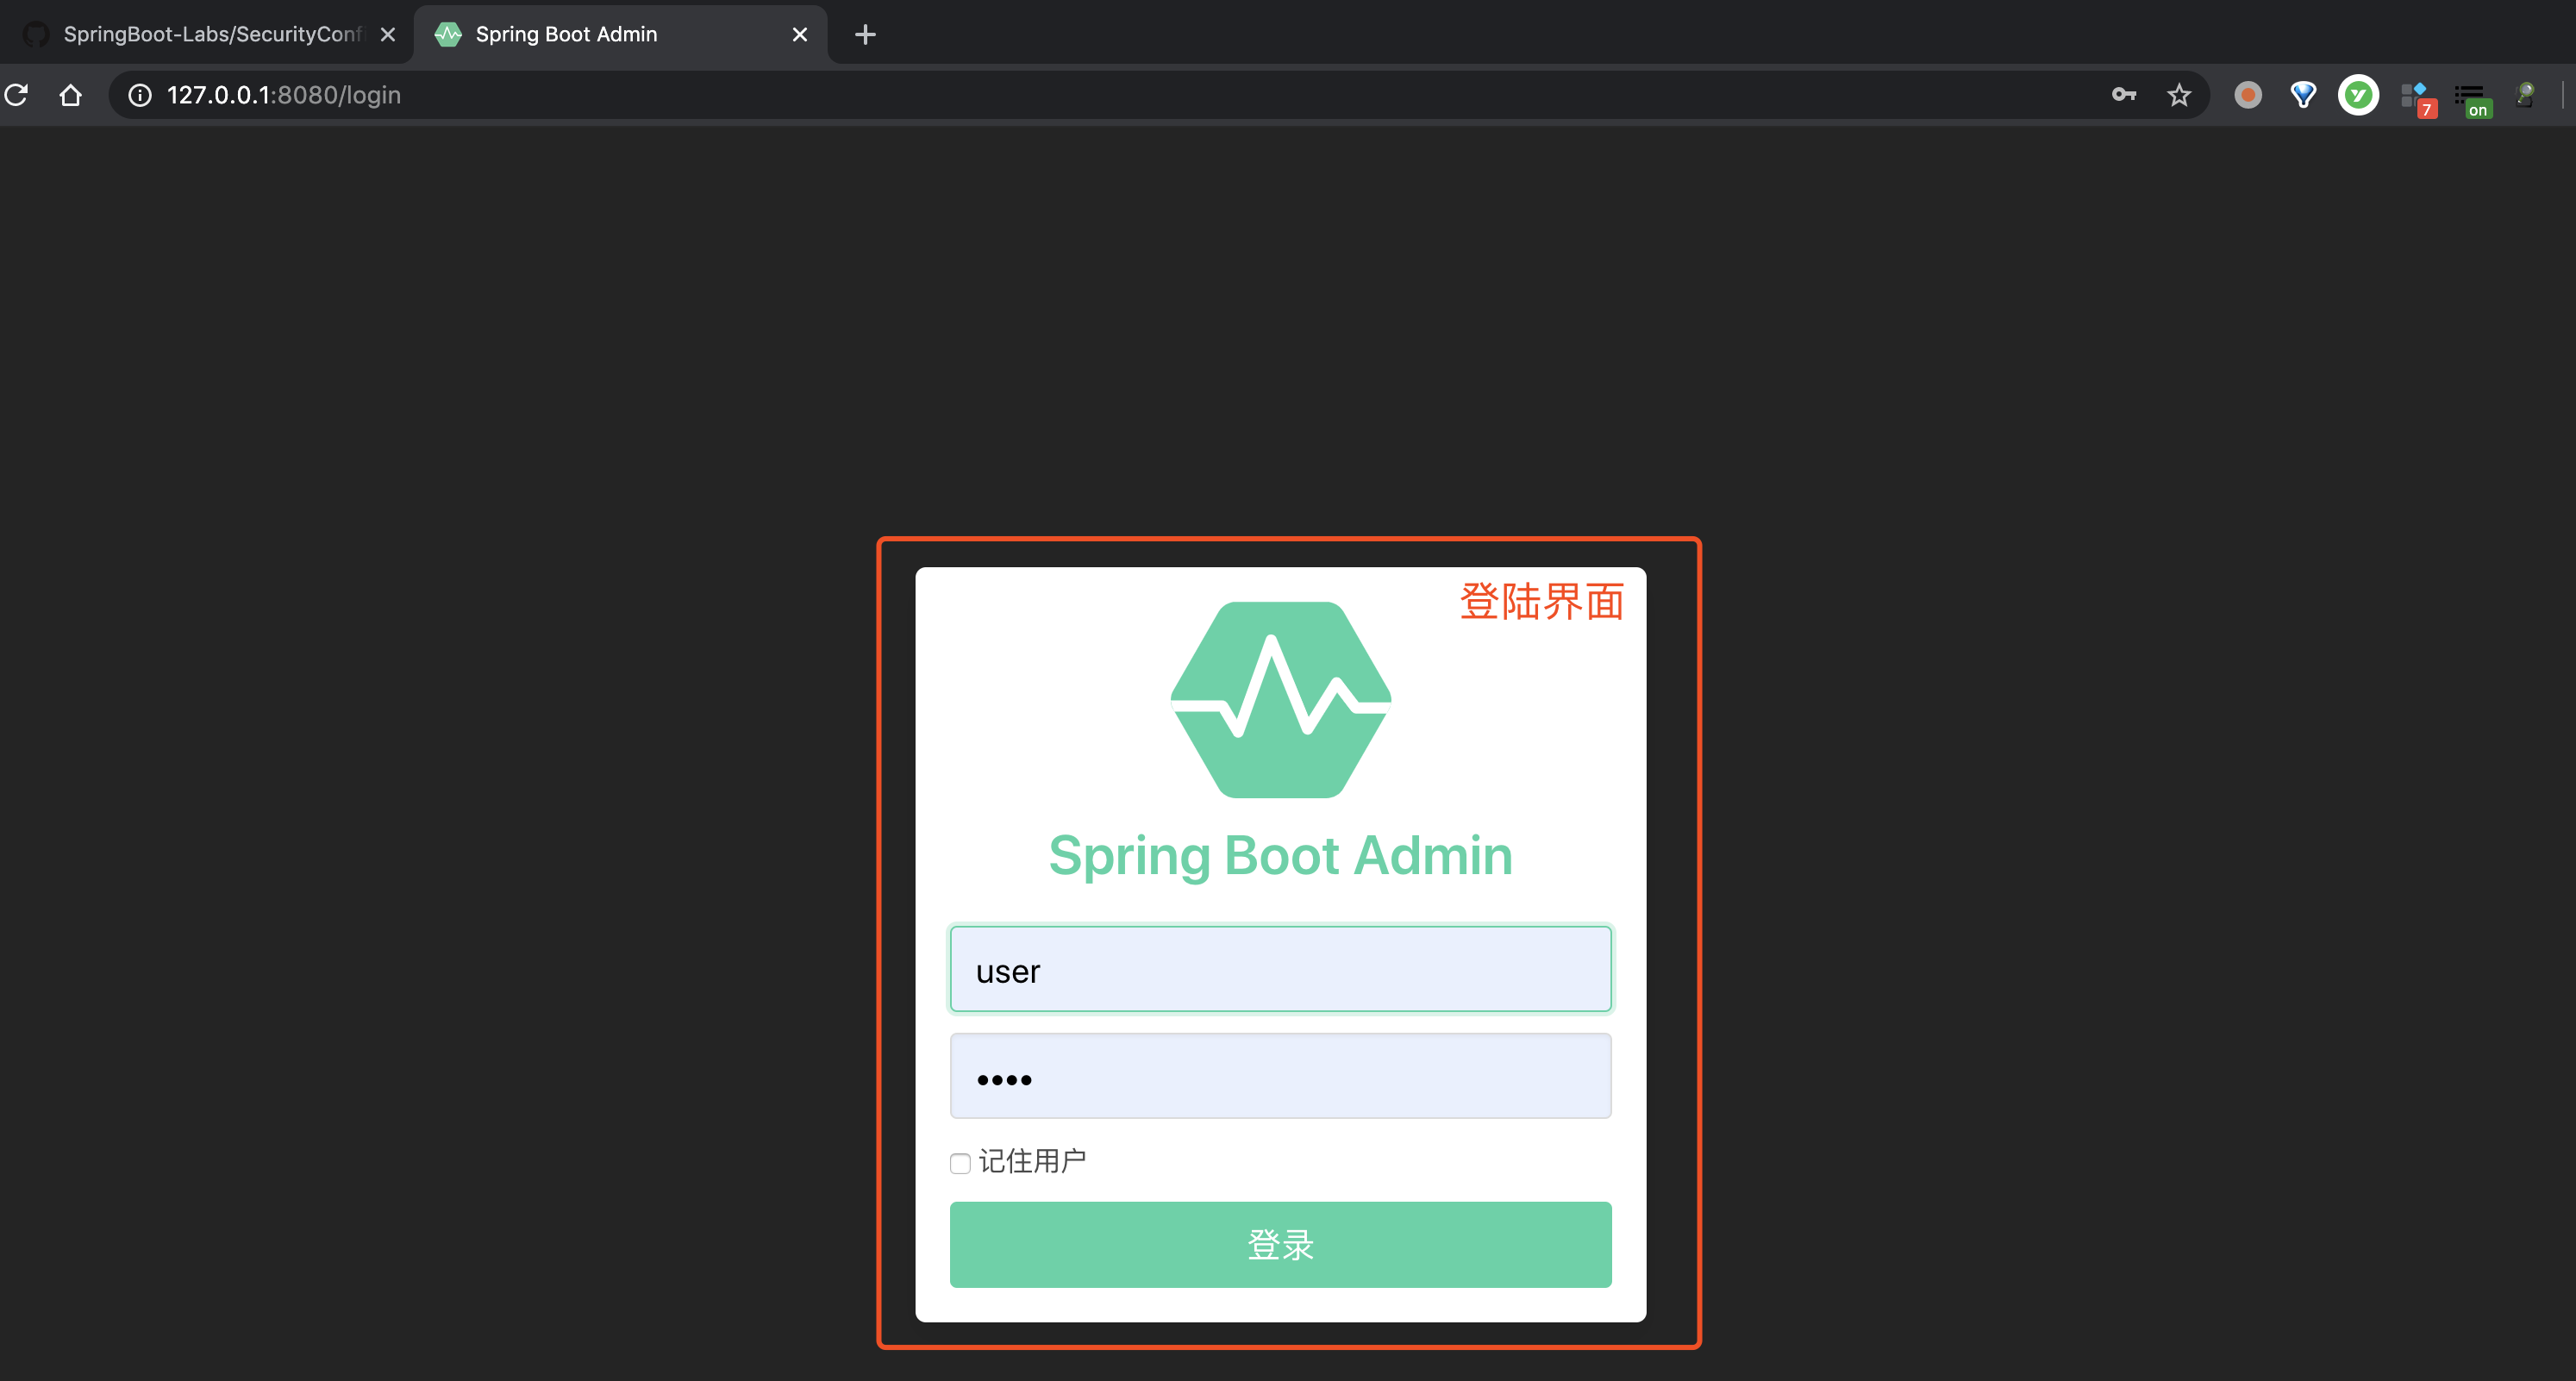 SpringBoot-Labs/SecurityConf
Spring Boot Admin
127.0.0.1:8080/login
7
on
登陆界面
Spring Boot Admin
user
••••
记住用户
登录